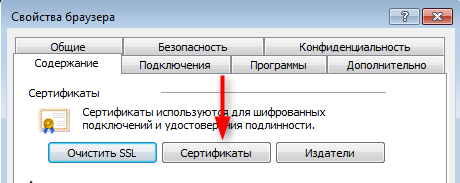 Свойства браузера
Общие Безопасность Конфиденциальность
Содержание Подключения Программы Дополнительно
Сертификаты
Сертификаты используются для шифрованных
подключений и удостоверения подлинности.
Очистить SSL Сертификаты Издатели